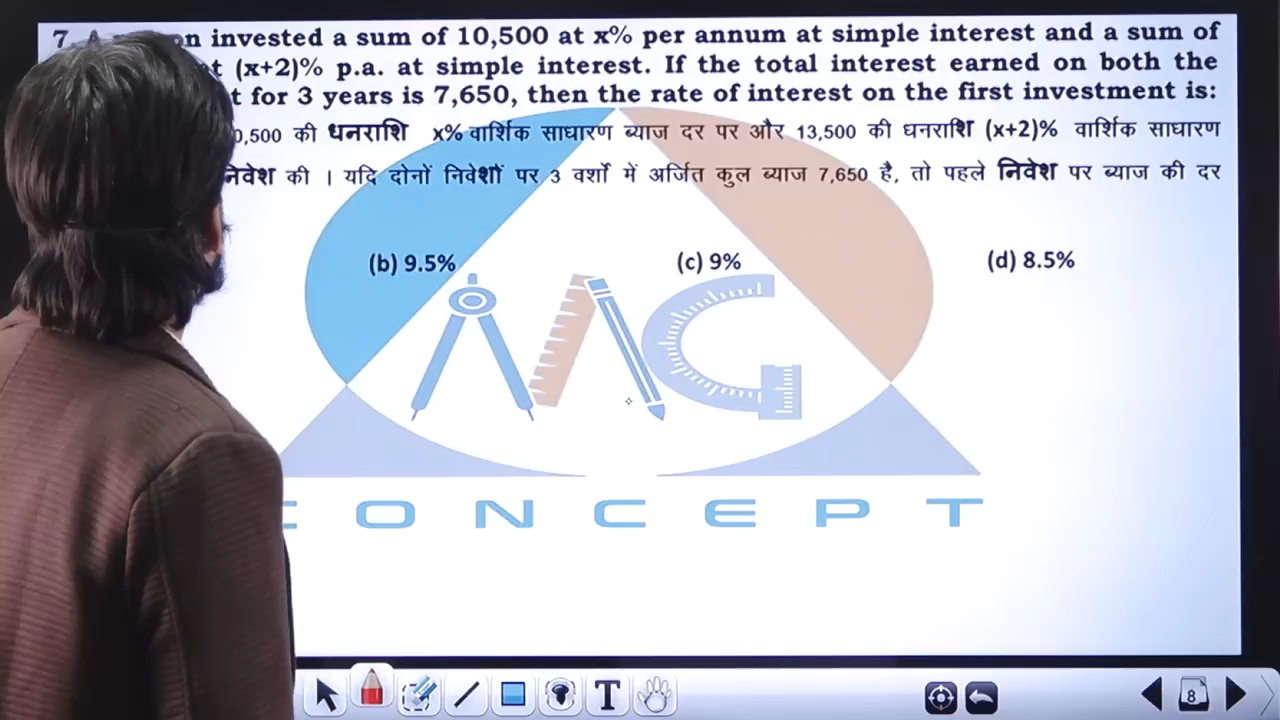 7. A n invested a sum of 10,500 at x% per annum at simple interest and a sum of
t (x+2)% p.a. at simple interest. If the total interest earned on both the
t for 3 years is 7,650, then the rate of interest on the first investment is:
0,500 की धनराशि x% वार्शिक साधारण ब्याज दर पर और 13,500 की धनराशि (x+2)% वार्शिक साधारण
निवेश की । यदि दोनों निवेशों पर 3 वर्शों में अर्जित कुल ब्याज 7,650 है, तो पहले निवेश पर ब्याज की दर
(b) 9.5% (c) 9% (d) 8.5%
CONCEPT
T
8